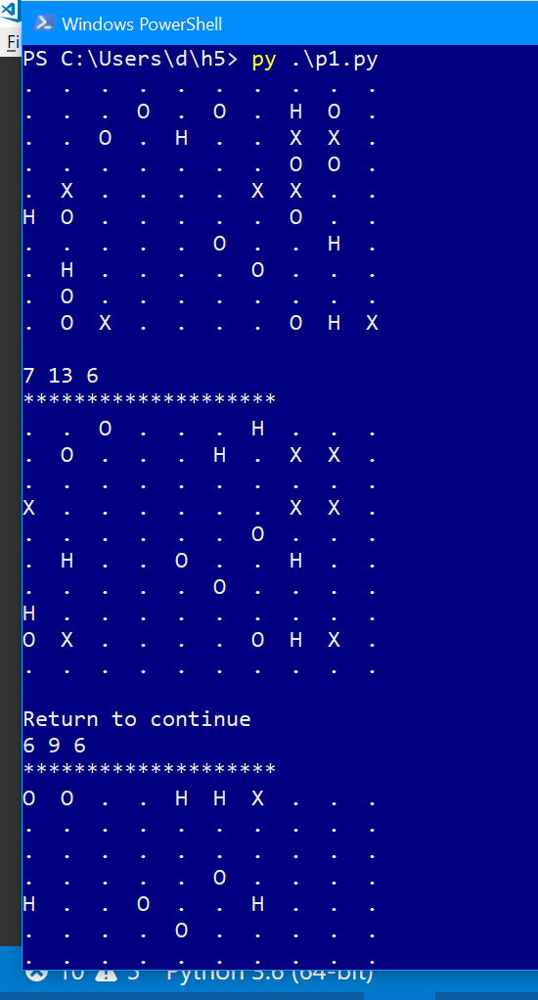 Windows PowerShell
Fi
PS C:\Users\d\h5> py .\p1.py
. . . . . . . . . .
. . . O . O . H O .
. . O . H . . X X .
. . . . . . . O O .
. X . . . . X X . .
H O . . . . . O . .
. . . . . O . . H .
. H . . . . O . . .
. O . . . . . . . .
. O X . . . . O H X
7 13 6
********************
. . O . . . H . . .
. O . . . H . X X .
. . . . . . . . . .
X . . . . . . X X .
. . . . . . O . . .
. H . . O . . H . .
. . . . . O . . . .
H . . . . . . . . .
O X . . . . O H X .
. . . . . . . . . .
Return to continue
6 9 6
********************
O O . . H H X . . .
. . . . . . . . . .
. . . . . . . . . .
. . . . . O . . . .
H . . O . . H . . .
. . . . O . . . . .
. . . . . . . . . .
10 Python 3.6 (64-bit)